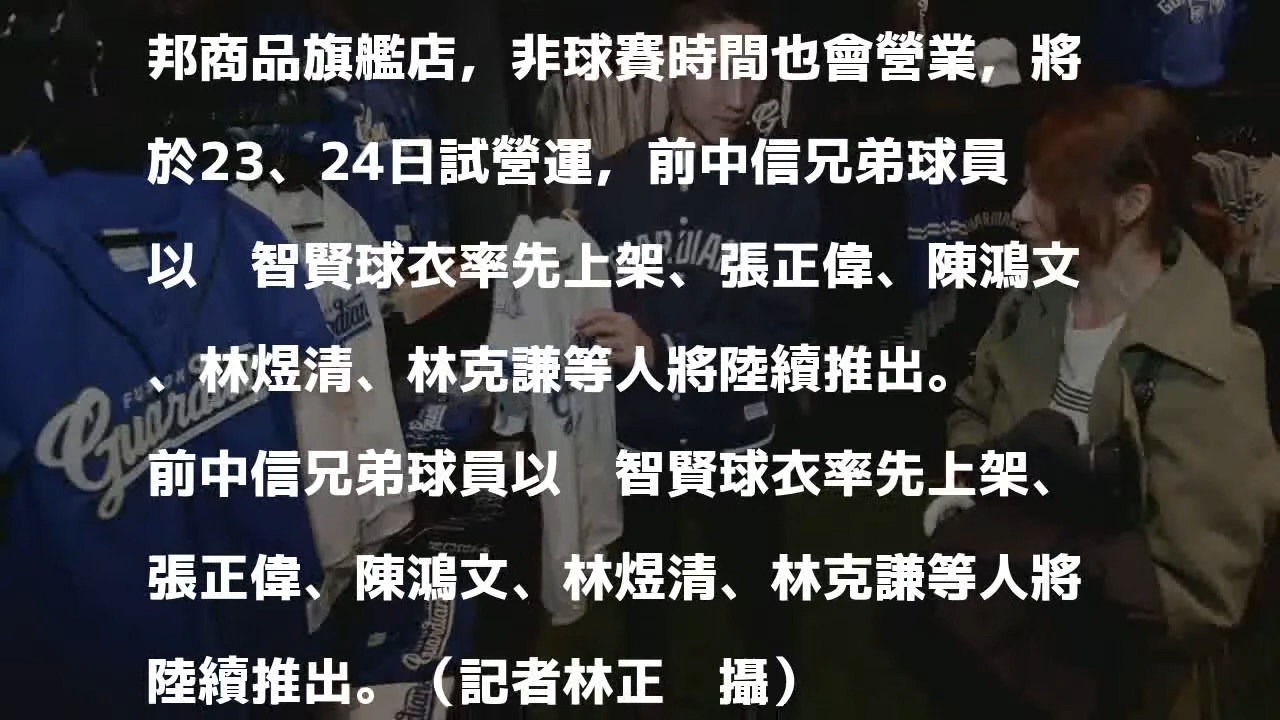 邦商品旗艦店，非球賽時間也會營業，將
於23、24日試營運，前中信兄弟球員
以　智賢球衣率先上架、張正偉、陳鴻文
、林煜清、林克謙等人將陸續推出。
前中信兄弟球員以　智賢球衣率先上架、
張正偉、陳鴻文、林煜清、林克謙等人將
陸續推出。（記者林正　攝）
FUBON
Guardians